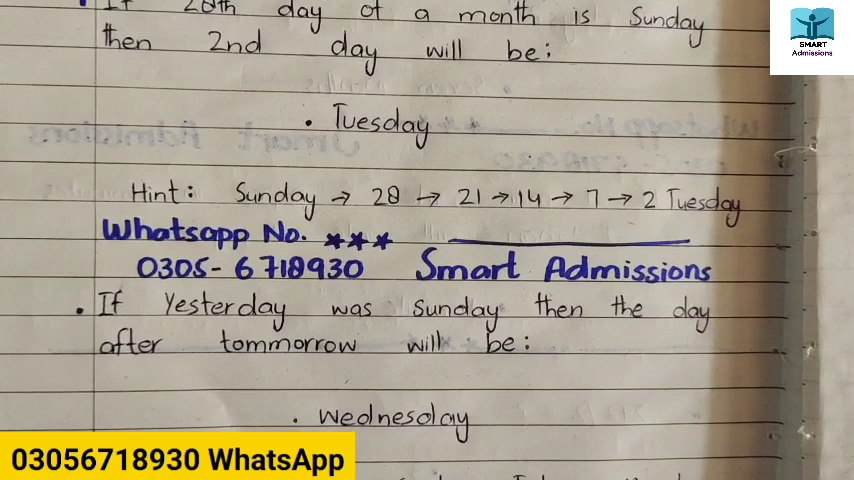 If 28th day of a month is Sunday
then 2nd day will be:
• Tuesday
Hint: Sunday → 28 → 21 → 14 → 7 → 2 Tuesday
Whatsapp No. ***
0305-6718930 Smart Admissions
• If Yesterday was Sunday then the day
after tommorrow will be:
• Wednesday
03056718930 WhatsApp
SMART
Admissions